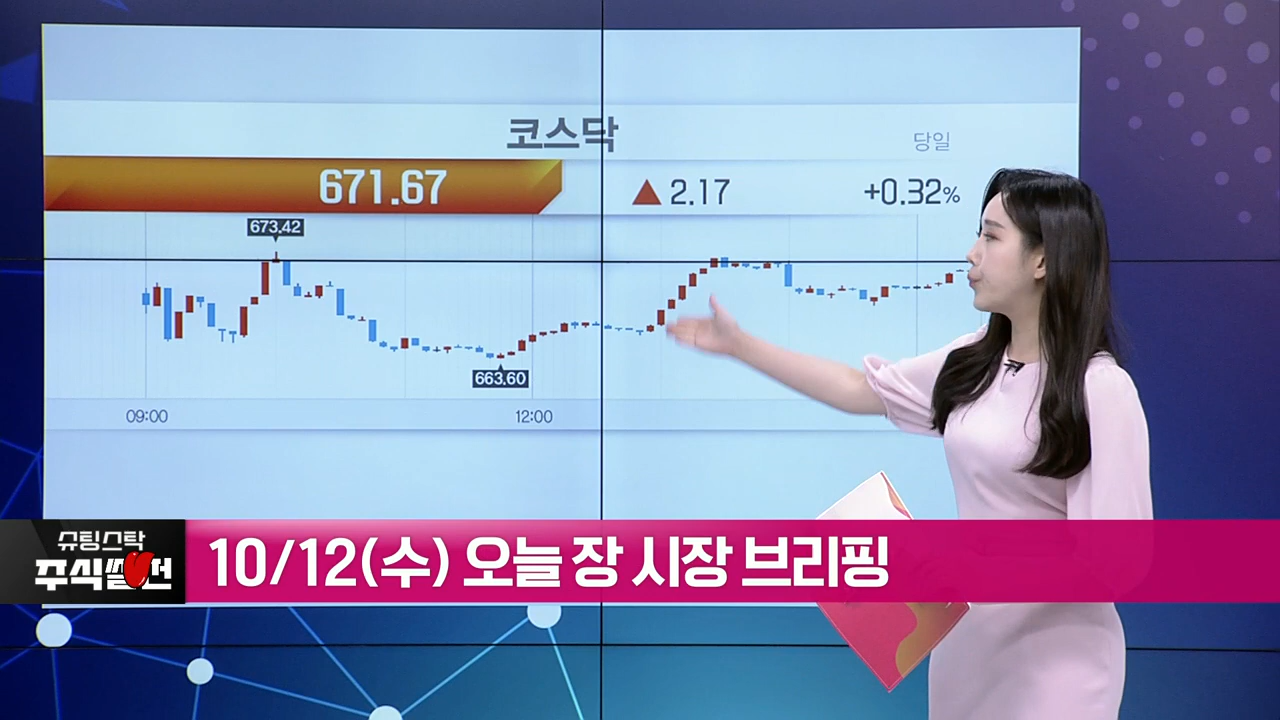 코스닥
당일
671.67
▲ 2.17
+0.32%
673.42
663.60
09:00
12:00
슈팅스탁
주식썰전
10/12(수) 오늘 장 시장 브리핑